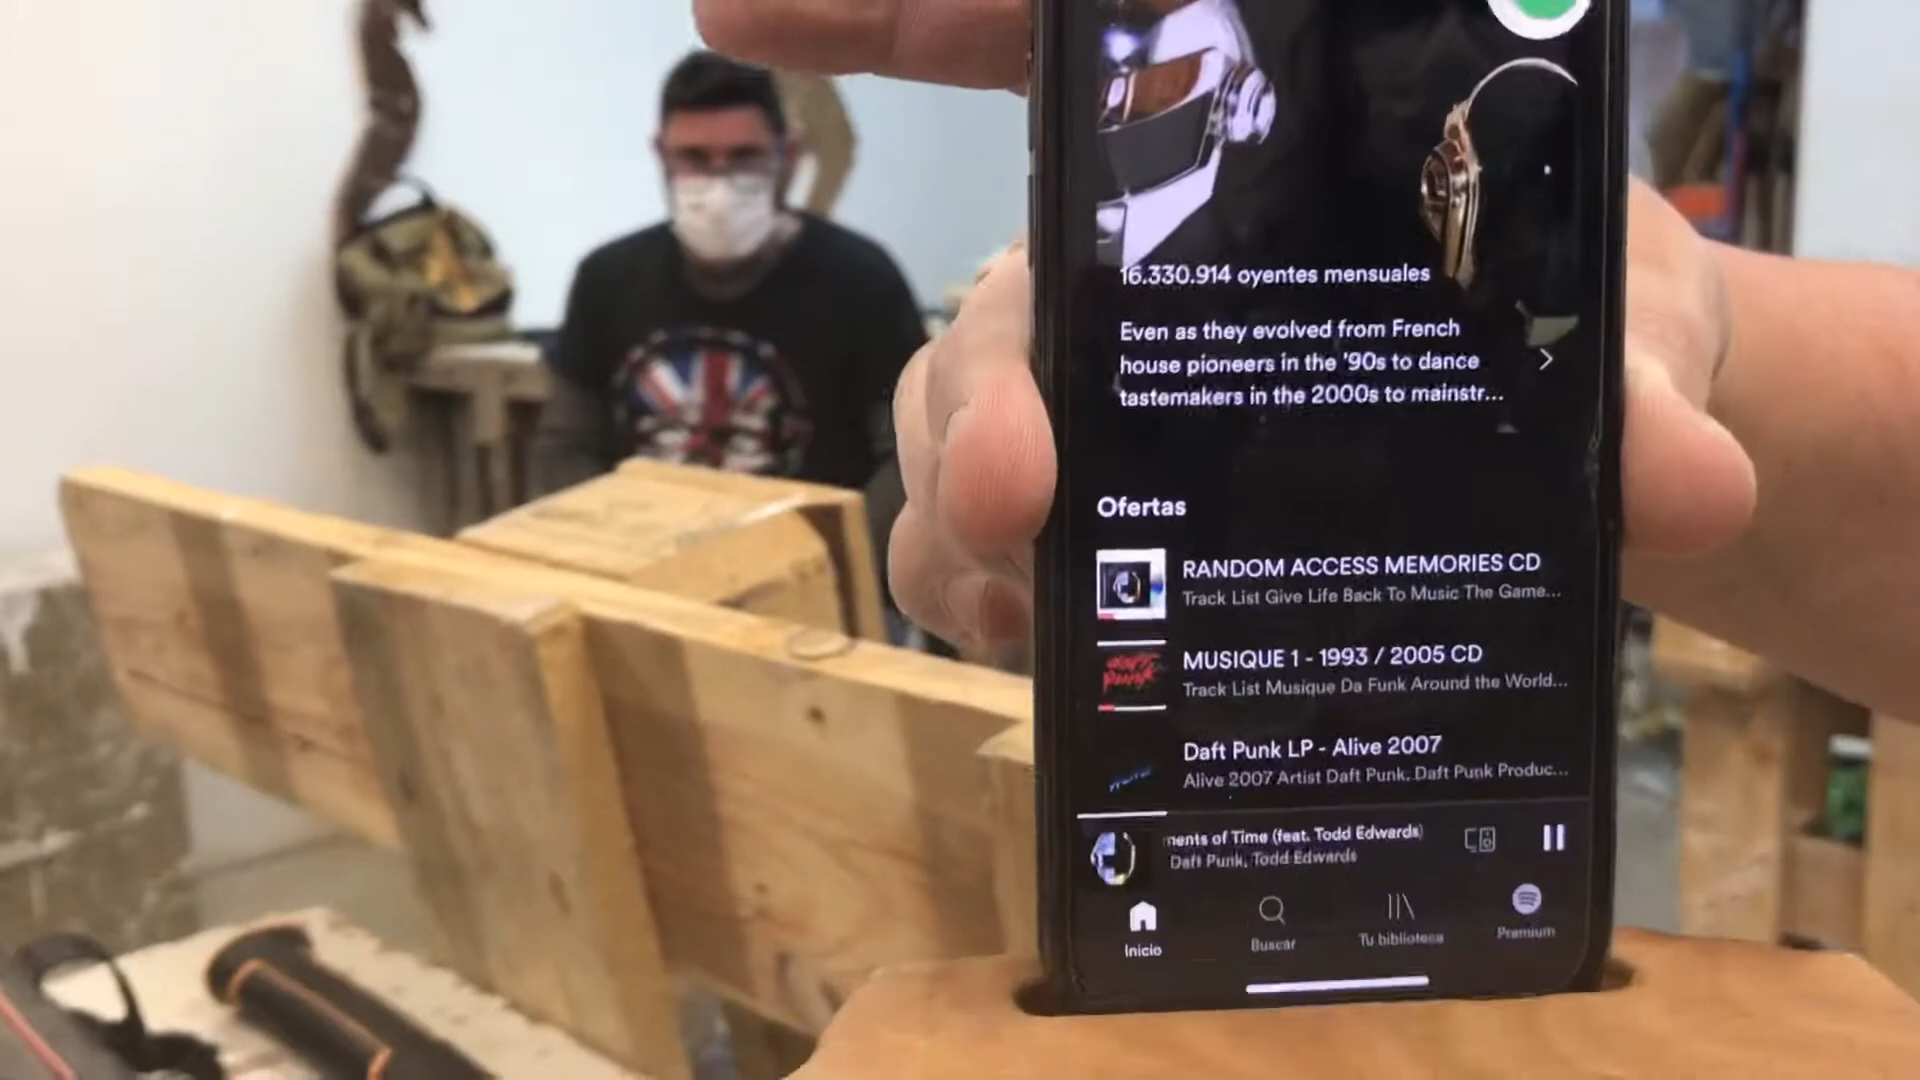 16.330.914 oyentes mensuales
Even as they evolved from French
house pioneers in the '90s to dance
tastemakers in the 2000s to mainstr...
Ofertas
RANDOM ACCESS MEMORIES CD
Track List Give Life Back To Music The Game...
daft punk
MUSIQUE 1 - 1993 / 2005 CD
Track List Musique Da Funk Around the World...
Daft Punk LP - Alive 2007
Alive 2007 Artist Daft Punk. Daft Punk Produc...
ments of Time (feat. Todd Edwards)
Daft Punk, Todd Edwards
Inicio
Buscar
Tu biblioteca
Premium